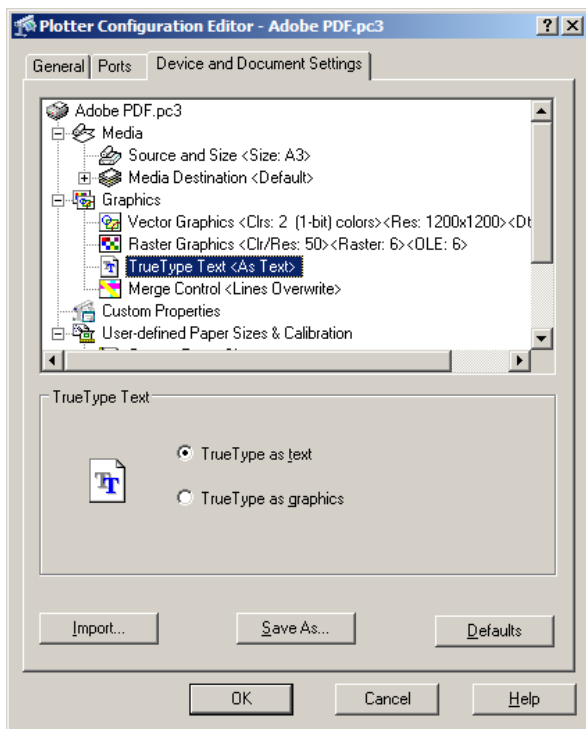 Plotter Configuration Editor - Adobe PDF.pc3
General Ports Device and Document Settings
Adobe PDF.pc3
Media
Source and Size <Size: A3>
Media Destination <Default>
Graphics
Vector Graphics <Clrs: 2 (1-bit) colors><Res: 1200x1200><Dt
Raster Graphics <Clr/Res: 50><Raster: 6><OLE: 6>
TrueType Text <As Text>
Merge Control <Lines Overwrite>
Custom Properties
User-defined Paper Sizes & Calibration
TrueType Text
TrueType as text
TrueType as graphics
Import... Save As... Defaults
OK Cancel Help